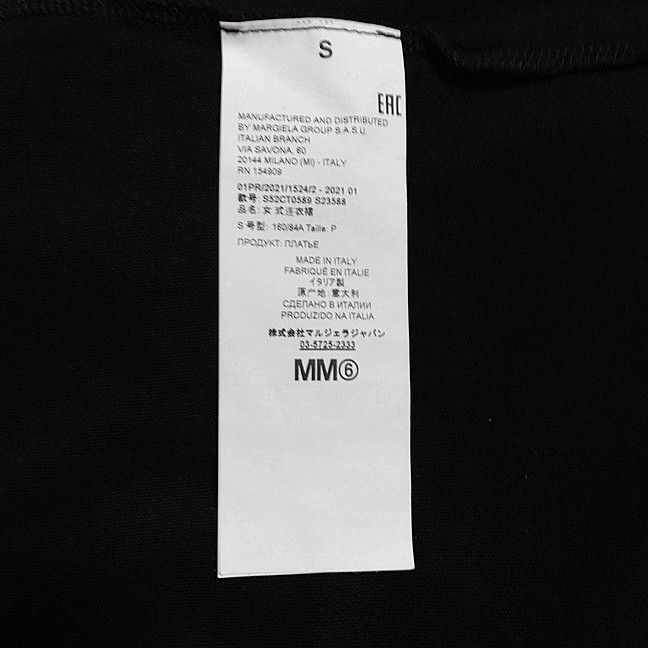 S
EAC
MANUFACTURED AND DISTRIBUTED
BY MARGIELA GROUP S.A.S.U.
ITALIAN BRANCH
VIA SAVONA, 60
20144 MILANO (MI) - ITALY
RN 154909
01PR/2021/1524/2 - 2021 01
款号: S52CT0589 S23588
品名: 女 式连衣裙
S 号型: 160/84A Taille: P
ПРОДУКТ: ПЛАТЬЕ
MADE IN ITALY
FABRIQUÉ EN ITALIE
イタリア製
原产地: 意大利
СДЕЛАНО В ИТАЛИИ
PRODUZIDO NA ITALIA
株式会社マルジェラジャパン
03-5725-2333
MM⑥